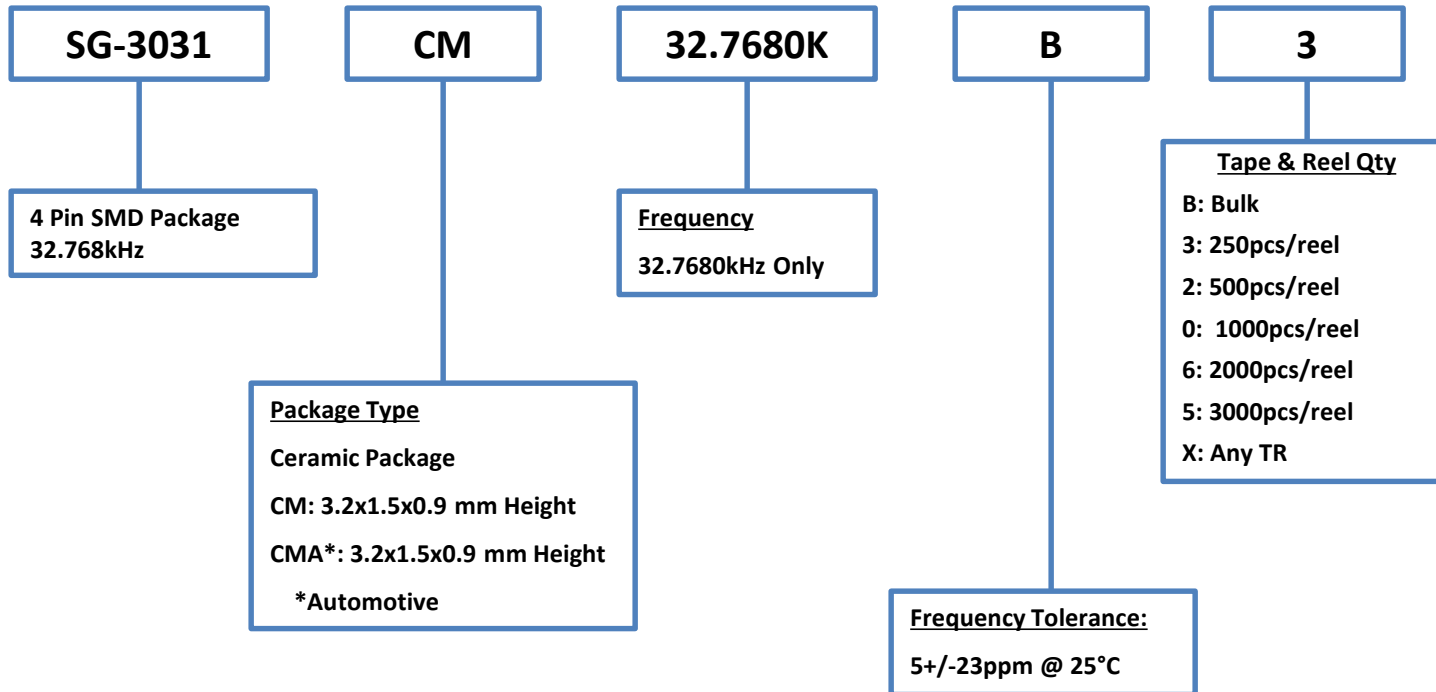 SG-3031
CM
32.7680K
B
3
4 Pin SMD Package
32.768kHz
Package Type
Ceramic Package
CM: 3.2x1.5x0.9 mm Height
CMA*: 3.2x1.5x0.9 mm Height
*Automotive
Frequency
32.7680kHz Only
Frequency Tolerance:
5+/-23ppm @ 25°C
Tape & Reel Qty
B: Bulk
3: 250pcs/reel
2: 500pcs/reel
0: 1000pcs/reel
6: 2000pcs/reel
5: 3000pcs/reel
X: Any TR